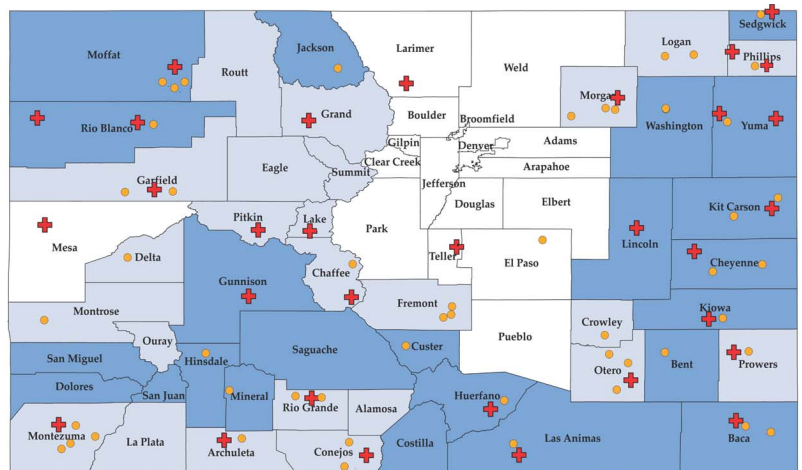 Sedgwick
Moffat
Jackson
Larimer
Logan
Phillips
Routt
Weld
Grand
Morgan
Boulder
Broomfield
Rio Blanco
Washington
Yuma
Gilpin
Denver
Adams
Clear Creek
Eagle
Summit
Arapahoe
Garfield
Jefferson
Douglas
Elbert
Kit Carson
Pitkin
Lake
Park
Mesa
Lincoln
Delta
Teller
El Paso
Cheyenne
Chaffee
Gunnison
Fremont
Kiowa
Montrose
Crowley
Ouray
Pueblo
San Miguel
Hinsdale
Saguache
Custer
Bent
Prowers
Otero
Dolores
San Juan
Mineral
Huerfano
Rio Grande
Alamosa
Montezuma
La Plata
Archuleta
Conejos
Costilla
Las Animas
Baca